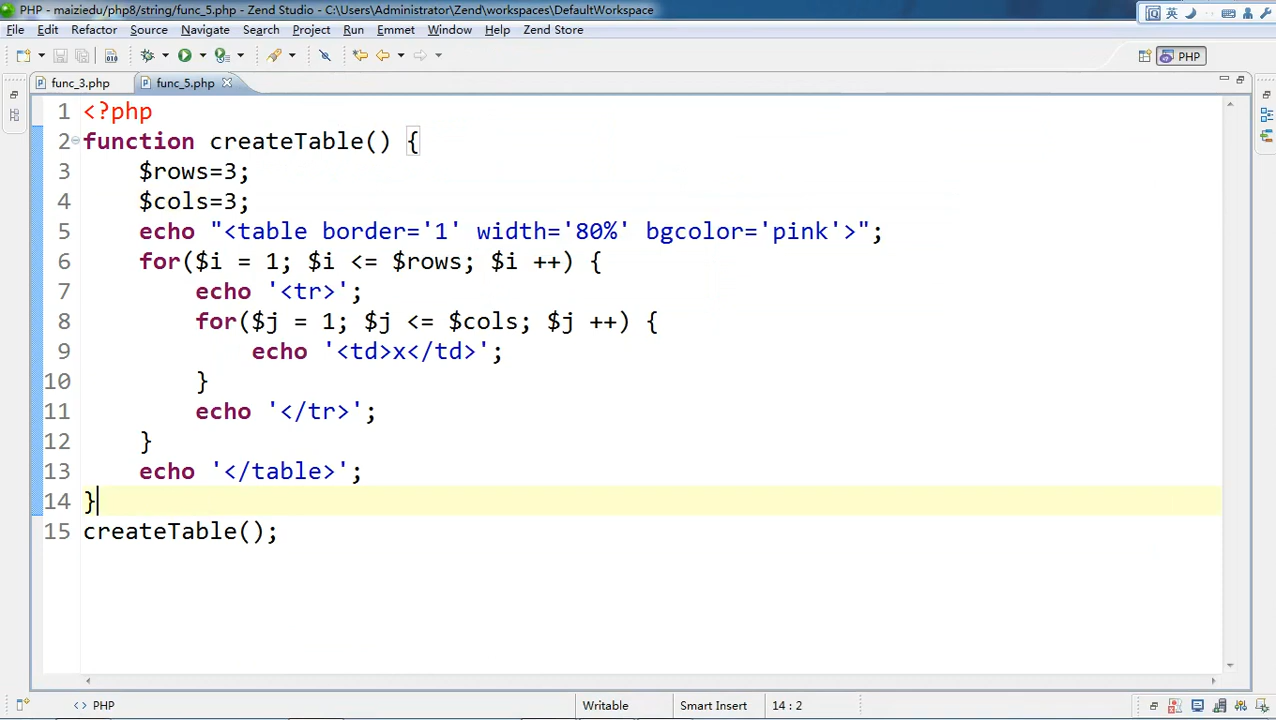 PHP - maiziedu/php8/string/func_5.php - Zend Studio - C:\Users\Administrator\Zend\workspaces\DefaultWorkspace
英
File Edit Refactor Source Navigate Search Project Run Emmet Window Help Zend Store
PHP
func_3.php func_5.php
1 <?php
2 function createTable() {
3 $rows=3;
4 $cols=3;
5 echo "<table border='1' width='80%' bgcolor='pink'>";
6 for($i = 1; $i <= $rows; $i ++) {
7 echo '<tr>';
8 for($j = 1; $j <= $cols; $j ++) {
9 echo '<td>x</td>';
10 }
11 echo '</tr>';
12 }
13 echo '</table>';
14 }
15 createTable();
<> PHP Writable Smart Insert 14 : 2